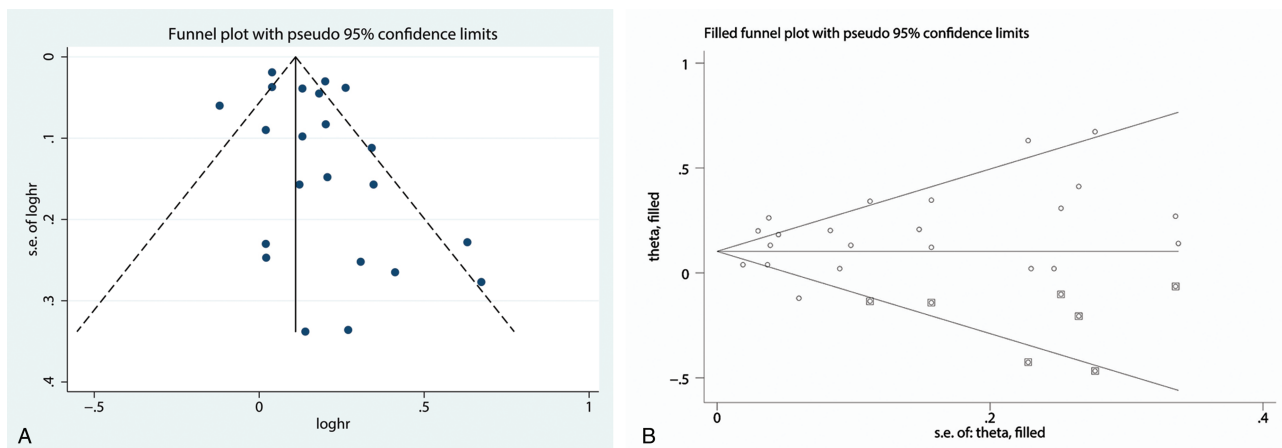 Funnel plot with pseudo 95% confidence limits
0
.1
.2
.3
.4
s.e. of loghr
−.5
0
.5
1
loghr
A
Filled funnel plot with pseudo 95% confidence limits
1
.5
0
−.5
theta, filled
0
.2
.4
s.e. of: theta, filled
B